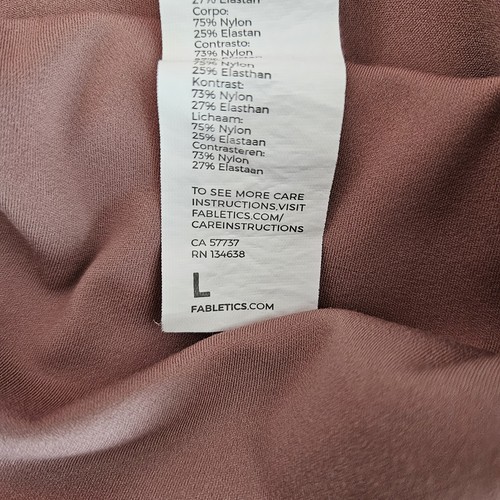 27% Elastan
Corpo:
75% Nylon
25% Elastan
Contrasto:
73% Nylon
75% Nylon
25% Elasthan
Kontrast:
73% Nylon
27% Elasthan
Lichaam:
75% Nylon
25% Elastaan
Contrasteren:
73% Nylon
27% Elastaan
TO SEE MORE CARE
INSTRUCTIONS,VISIT
FABLETICS.COM/
CAREINSTRUCTIONS
CA 57737
RN 134638
L
FABLETICS.COM